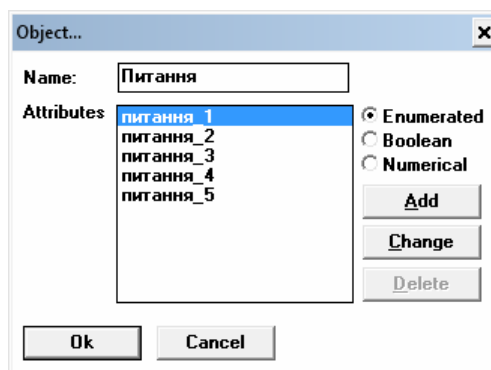 Object...
Name: Питання
Attributes
питання_1
питання_2
питання_3
питання_4
питання_5
Enumerated
Boolean
Numerical
Add
Change
Delete
Ok Cancel